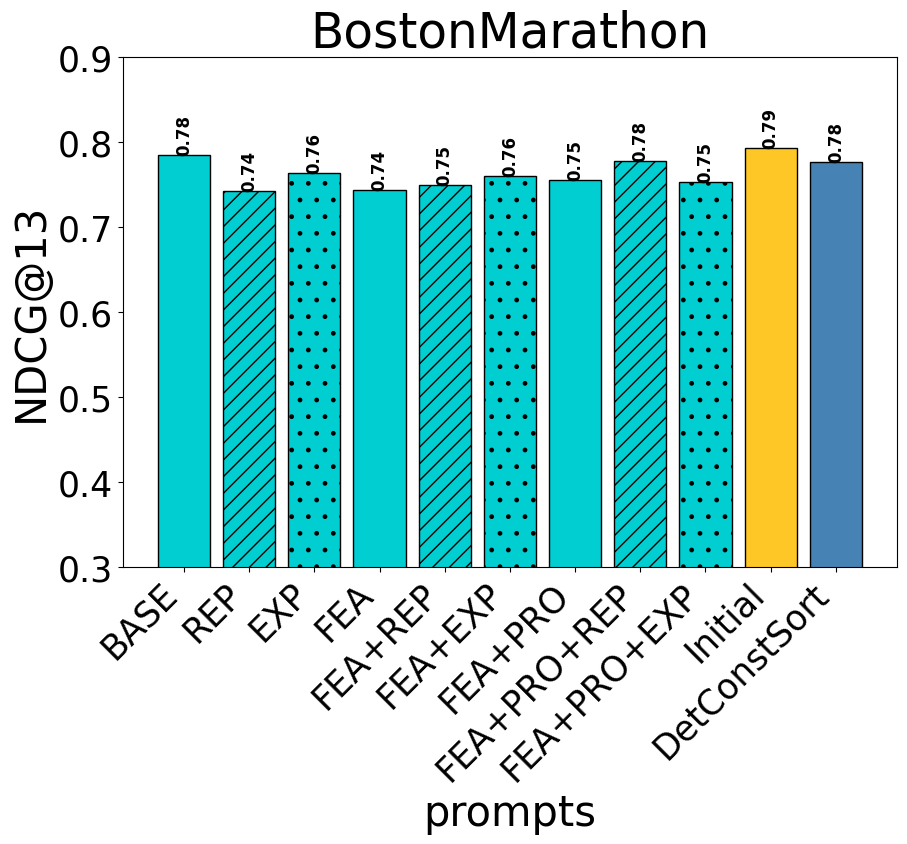 BostonMarathon
NDCG@13
0.9
0.8
0.7
0.6
0.5
0.4
0.3
0.78
0.74
0.76
0.74
0.75
0.76
0.75
0.78
0.75
0.79
0.78
BASE
REP
EXP
FEA
FEA+REP
FEA+EXP
FEA+PRO
FEA+PRO+REP
FEA+PRO+EXP
Initial
DetConstSort
prompts